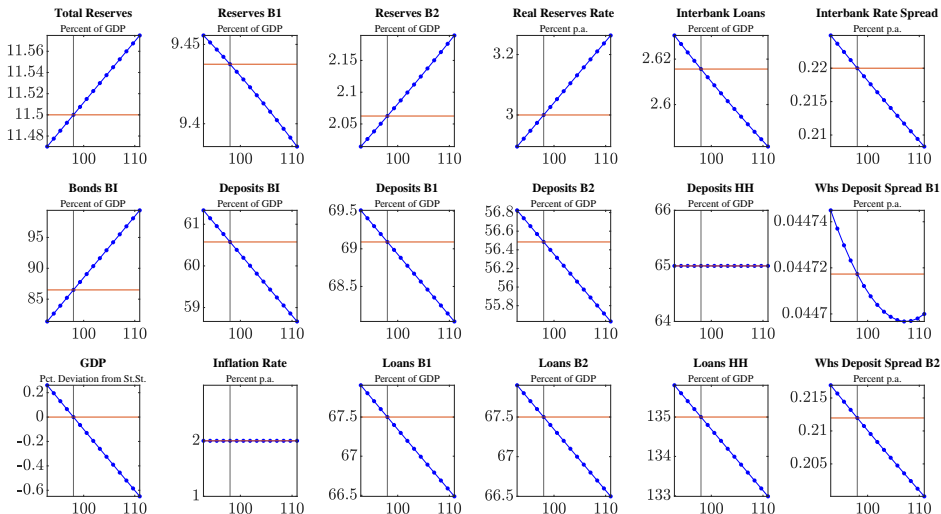 Total Reserves
Percent of GDP
11.56
11.54
11.52
11.5
11.48
100 110
Reserves B1
Percent of GDP
9.45
9.4
100 110
Reserves B2
Percent of GDP
2.15
2.1
2.05
100 110
Real Reserves Rate
Percent p.a.
3.2
3
100 110
Interbank Loans
Percent of GDP
2.62
2.6
100 110
Interbank Rate Spread
Percent p.a.
0.22
0.215
0.21
100 110
Bonds BI
Percent of GDP
95
90
85
100 110
Deposits BI
Percent of GDP
61
60
59
100 110
Deposits B1
Percent of GDP
69.5
69
68.5
100 110
Deposits B2
Percent of GDP
56.8
56.6
56.4
56.2
56
55.8
100 110
Deposits HH
Percent of GDP
66
65
64
100 110
Whs Deposit Spread B1
Percent p.a.
0.04474
0.04472
0.0447
100 110
GDP
Pct. Deviation from St.St.
0.2
0
-0.2
-0.4
-0.6
100 110
Inflation Rate
Percent p.a.
3
2
1
100 110
Loans B1
Percent of GDP
67.5
67
66.5
100 110
Loans B2
Percent of GDP
67.5
67
66.5
100 110
Loans HH
Percent of GDP
135
134
133
100 110
Whs Deposit Spread B2
Percent p.a.
0.215
0.21
0.205
100 110